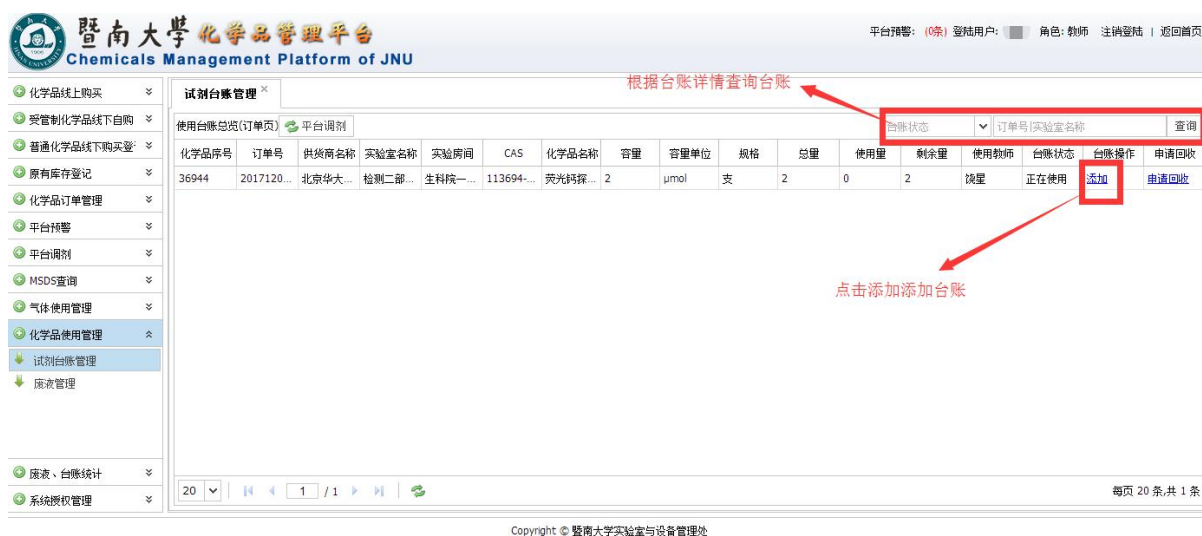 暨南大學 化学品管理平台
Chemicals Management Platform of JNU
平台预警: (0条) 登陆用户: 角色: 教师 注销登陆 | 返回首页
根据台账详情查询台账
化学品线上购买
受管制化学品线下自购
普通化学品线下购买登
原有库存登记
化学品订单管理
平台预警
平台调剂
MSDS查询
气体使用管理
化学品使用管理
试剂台账管理
废液管理
废液、台账统计
系统授权管理
试剂台账管理
使用台账总览(订单页) 平台调剂
台账状态 订单号|实验室名称 查询
化学品序号 订单号 供货商名称 实验室名称 实验房间 CAS 化学品名称 容量 容量单位 规格 总量 使用量 剩余量 使用教师 台账状态 台账操作 申请回收
36944 2017120... 北京华大... 检测二部... 生科院一... 113694-... 荧光钙探... 2 μmol 支 2 0 2 饶星 正在使用 添加 申请回收
点击添加添加台账
20 1 / 1 每页 20 条,共 1 条
Copyright © 暨南大学实验室与设备管理处